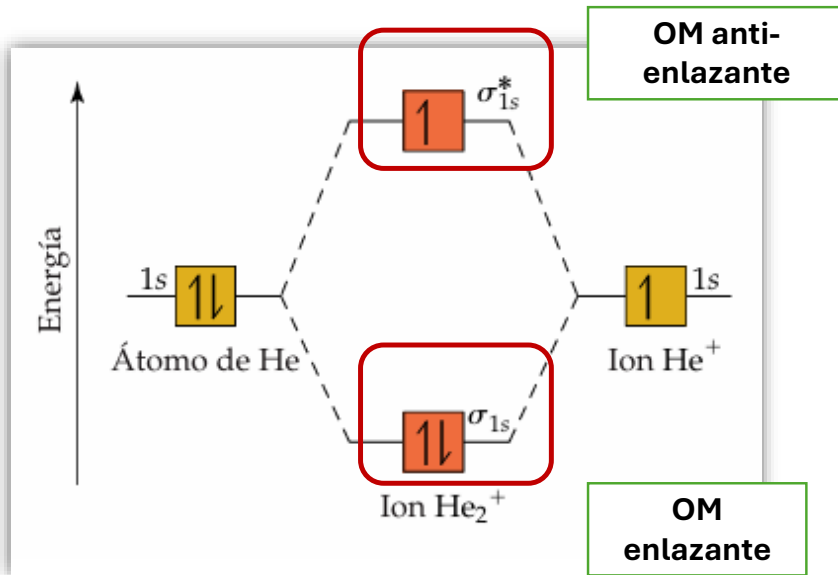 OM anti-
enlazante
σ*1s
Energía
1s
1s
Átomo de He
Ion He⁺
σ1s
Ion He₂⁺
OM
enlazante